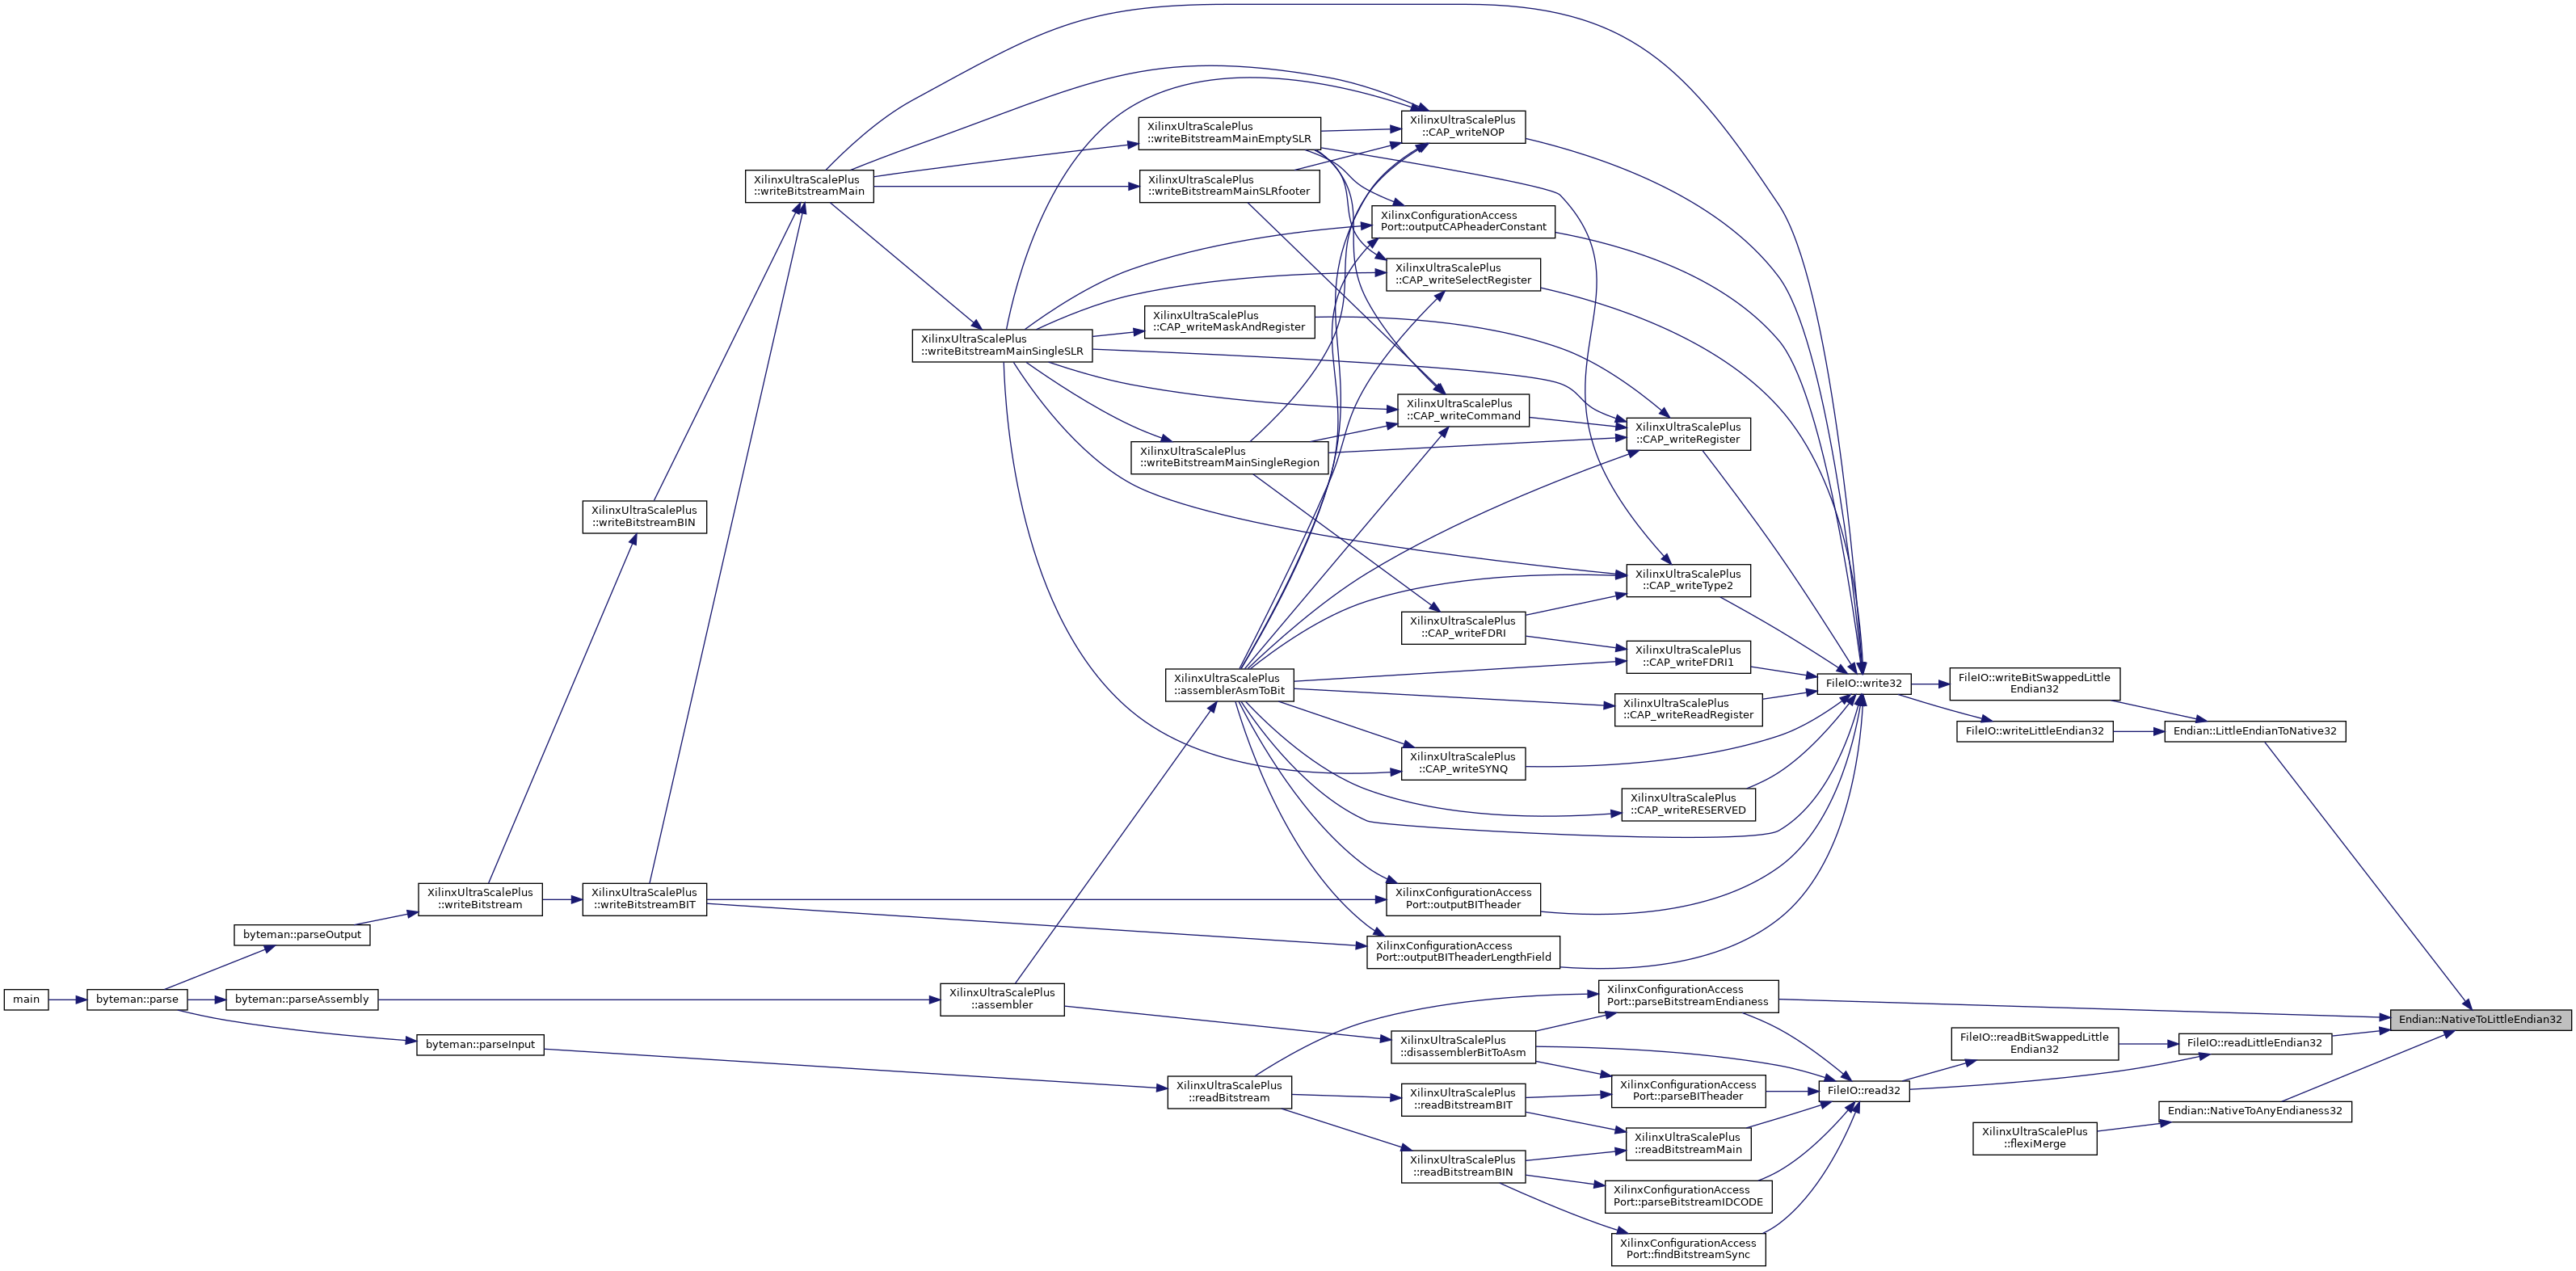 XilinxUltraScalePlus
::CAP_writeNOP
XilinxUltraScalePlus
::writeBitstreamMainEmptySLR
XilinxUltraScalePlus
::writeBitstreamMain
XilinxUltraScalePlus
::writeBitstreamMainSLRfooter
XilinxConfigurationAccess
Port::outputCAPheaderConstant
XilinxUltraScalePlus
::CAP_writeSelectRegister
XilinxUltraScalePlus
::CAP_writeMaskAndRegister
XilinxUltraScalePlus
::writeBitstreamMainSingleSLR
XilinxUltraScalePlus
::CAP_writeCommand
XilinxUltraScalePlus
::CAP_writeRegister
XilinxUltraScalePlus
::writeBitstreamMainSingleRegion
XilinxUltraScalePlus
::writeBitstreamBIN
XilinxUltraScalePlus
::CAP_writeType2
XilinxUltraScalePlus
::CAP_writeFDRI
XilinxUltraScalePlus
::CAP_writeFDRI1
XilinxUltraScalePlus
::assemblerAsmToBit
FileIO::write32
FileIO::writeBitSwappedLittle
Endian32
XilinxUltraScalePlus
::CAP_writeReadRegister
FileIO::writeLittleEndian32
Endian::LittleEndianToNative32
XilinxUltraScalePlus
::CAP_writeSYNQ
XilinxUltraScalePlus
::CAP_writeRESERVED
XilinxUltraScalePlus
::writeBitstream
XilinxUltraScalePlus
::writeBitstreamBIT
XilinxConfigurationAccess
Port::outputBITheader
byteman::parseOutput
XilinxConfigurationAccess
Port::outputBITheaderLengthField
main
byteman::parse
byteman::parseAssembly
XilinxUltraScalePlus
::assembler
XilinxConfigurationAccess
Port::parseBitstreamEndianess
Endian::NativeToLittleEndian32
byteman::parseInput
XilinxUltraScalePlus
::disassemblerBitToAsm
FileIO::readBitSwappedLittle
Endian32
FileIO::readLittleEndian32
XilinxUltraScalePlus
::readBitstream
XilinxUltraScalePlus
::readBitstreamBIT
XilinxConfigurationAccess
Port::parseBITheader
FileIO::read32
Endian::NativeToAnyEndianess32
XilinxUltraScalePlus
::flexiMerge
XilinxUltraScalePlus
::readBitstreamMain
XilinxUltraScalePlus
::readBitstreamBIN
XilinxConfigurationAccess
Port::parseBitstreamIDCODE
XilinxConfigurationAccess
Port::findBitstreamSync